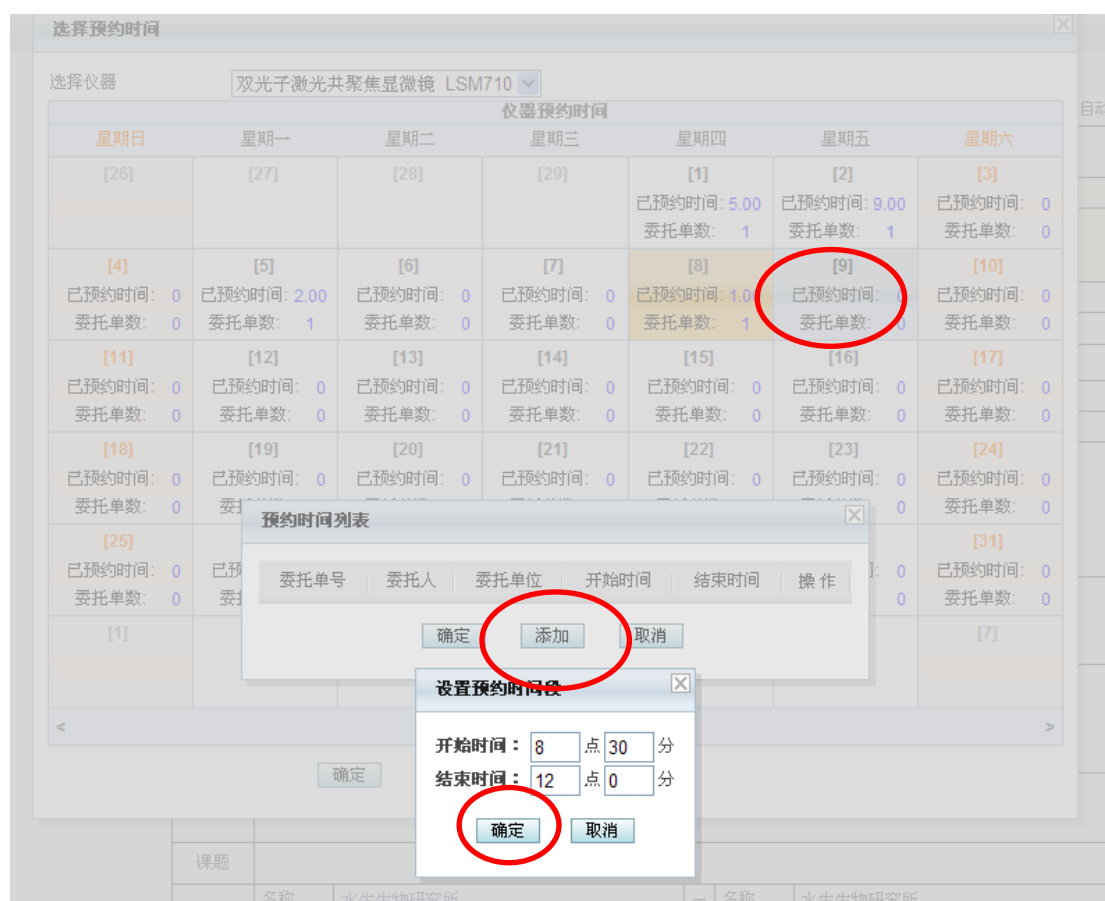 选择预约时间
选择仪器 双光子激光共聚焦显微镜 LSM710
仪器预约时间
自动
星期日 星期一 星期二 星期三 星期四 星期五 星期六
[26] [27] [28] [29] [1] [2] [3]
已预约时间: 5.00 已预约时间: 9.00 已预约时间: 0
委托单数: 1 委托单数: 1 委托单数: 0
[4] [5] [6] [7] [8] [9] [10]
已预约时间: 0 已预约时间: 2.00 已预约时间: 0 已预约时间: 0 已预约时间: 1.00 已预约时间: 0 已预约时间: 0
委托单数: 0 委托单数: 1 委托单数: 0 委托单数: 0 委托单数: 1 委托单数: 0 委托单数: 0
[11] [12] [13] [14] [15] [16] [17]
已预约时间: 0 已预约时间: 0 已预约时间: 0 已预约时间: 0 已预约时间: 0 已预约时间: 0 已预约时间: 0
委托单数: 0 委托单数: 0 委托单数: 0 委托单数: 0 委托单数: 0 委托单数: 0 委托单数: 0
[18] [19] [20] [21] [22] [23] [24]
已预约时间: 0 已预约时间: 0 已预约时间: 0 已预约时间: 0 已预约时间: 0 已预约时间: 0 已预约时间: 0
委托单数: 0 委 0 委托单数: 0
预约时间列表
[25] [31]
已预约时间: 0 已预 : 0 已预约时间: 0
委托单号 委托人 委托单位 开始时间 结束时间 操作
委托单数: 0 委 0 委托单数: 0
[1] [7]
确定 添加 取消
设置预约时间段
< >
开始时间： 8 点 30 分
结束时间： 12 点 0 分
确定
确定 取消
课题
名称 水生生物研究所 名称 水生生物研究所